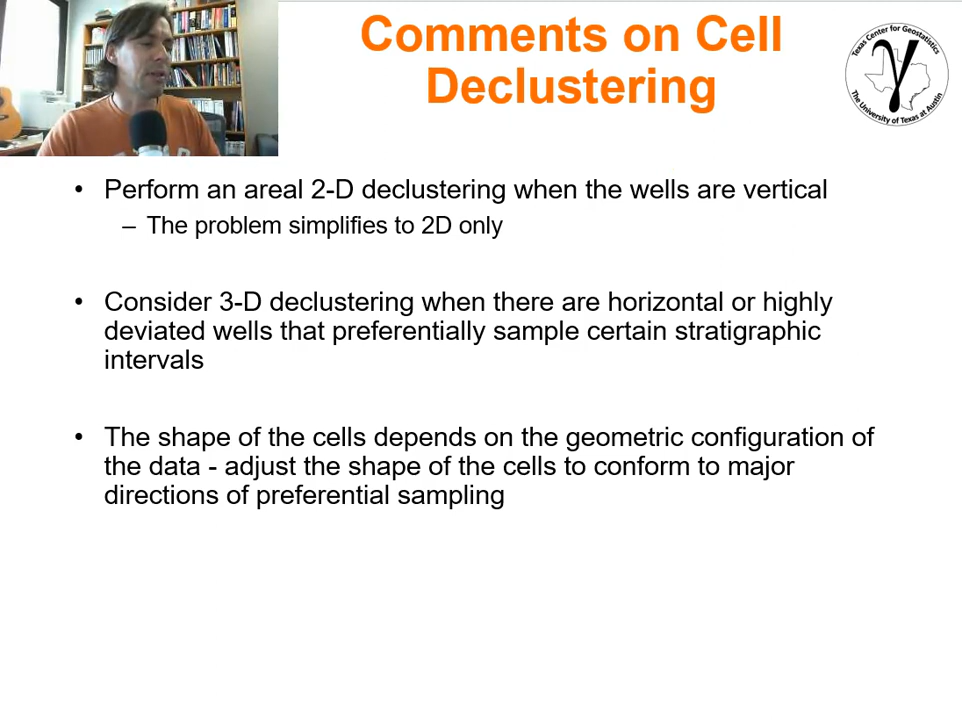 Comments on Cell
Declustering
Texas Center for Geostatistics
γ
The University of Texas at Austin
• Perform an areal 2-D declustering when the wells are vertical
– The problem simplifies to 2D only
• Consider 3-D declustering when there are horizontal or highly
deviated wells that preferentially sample certain stratigraphic
intervals
• The shape of the cells depends on the geometric configuration of
the data - adjust the shape of the cells to conform to major
directions of preferential sampling